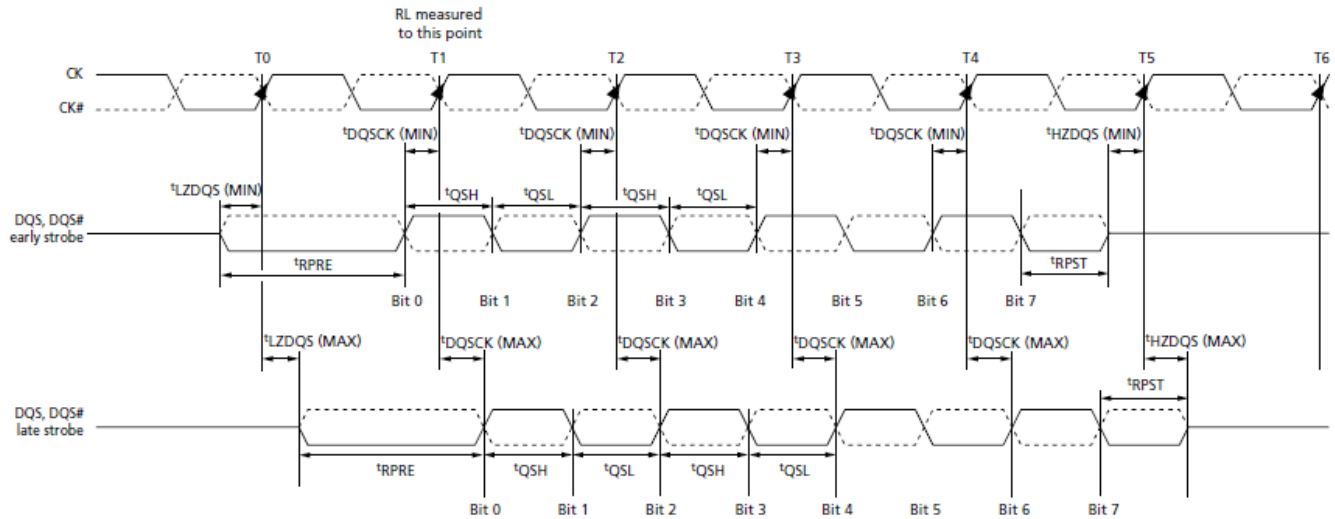 RL measured
to this point
T0 T1 T2 T3 T4 T5 T6
CK
CK#
tDQSCK (MIN) tDQSCK (MIN) tDQSCK (MIN) tDQSCK (MIN) tHZDQS (MIN)
tLZDQS (MIN)
tQSH tQSL tQSH tQSL
DQS, DQS#
early strobe
tRPRE tRPST
Bit 0 Bit 1 Bit 2 Bit 3 Bit 4 Bit 5 Bit 6 Bit 7
tLZDQS (MAX) tDQSCK (MAX) tDQSCK (MAX) tDQSCK (MAX) tDQSCK (MAX) tHZDQS (MAX)
tRPST
DQS, DQS#
late strobe
tRPRE tQSH tQSL tQSH tQSL
Bit 0 Bit 1 Bit 2 Bit 3 Bit 4 Bit 5 Bit 6 Bit 7